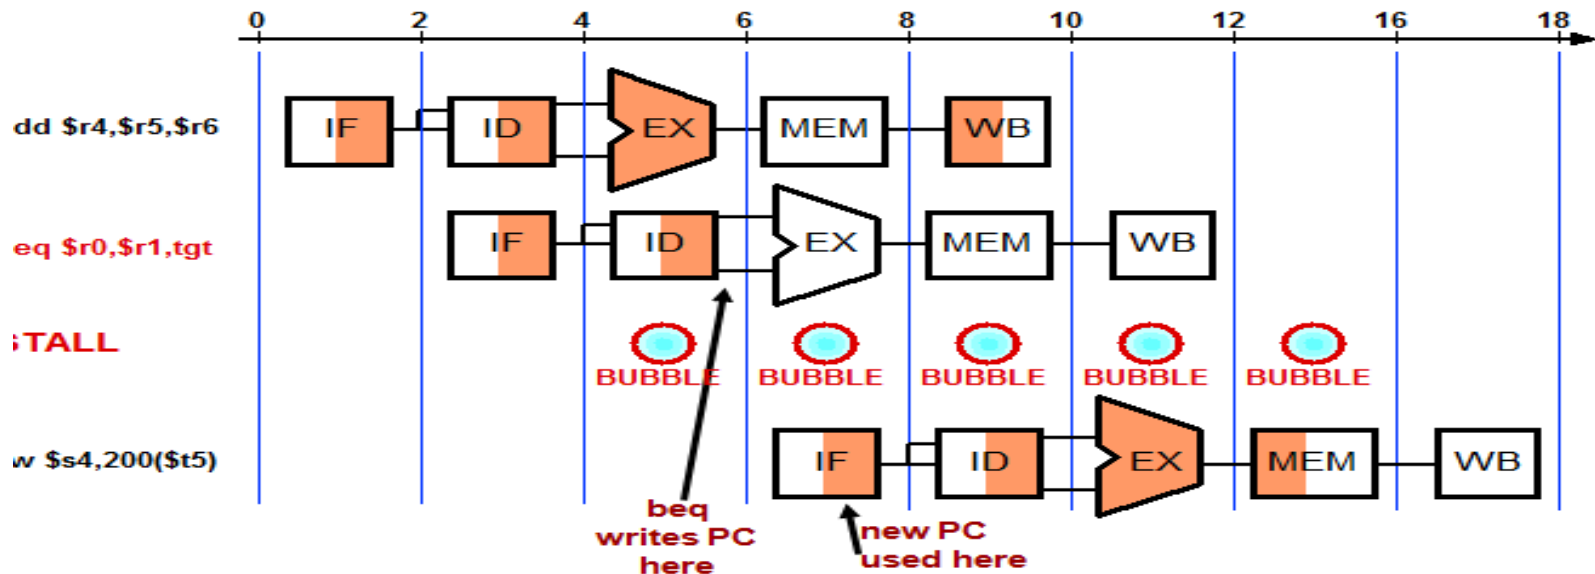 0 2 4 6 8 10 12 16 18
dd $r4,$r5,$r6 IF ID EX MEM WB
eq $r0,$r1,tgt IF ID EX MEM WB
STALL
BUBBLE BUBBLE BUBBLE BUBBLE BUBBLE
w $s4,200($t5) IF ID EX MEM WB
beq
writes PC
here
new PC
used here